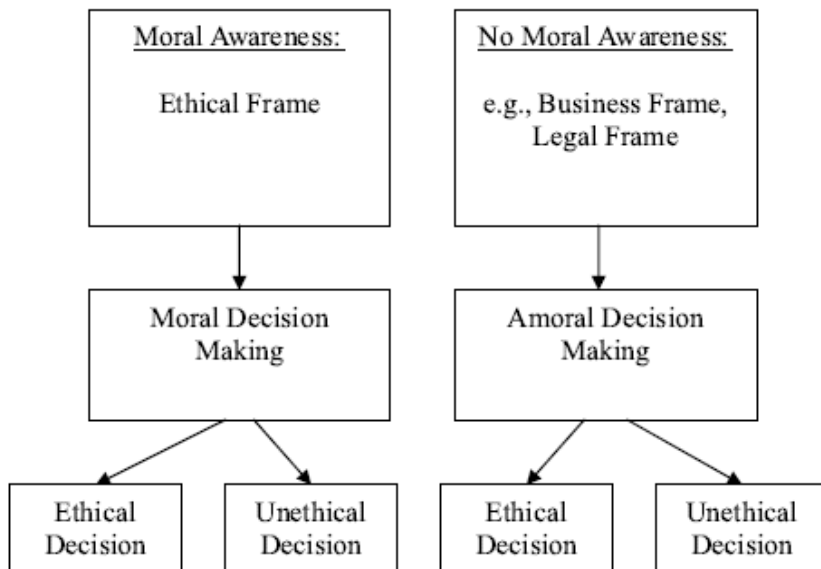 Moral Awareness:
Ethical Frame
No Moral Awareness:
e.g., Business Frame,
Legal Frame
Moral Decision
Making
Amoral Decision
Making
Ethical
Decision
Unethical
Decision
Ethical
Decision
Unethical
Decision